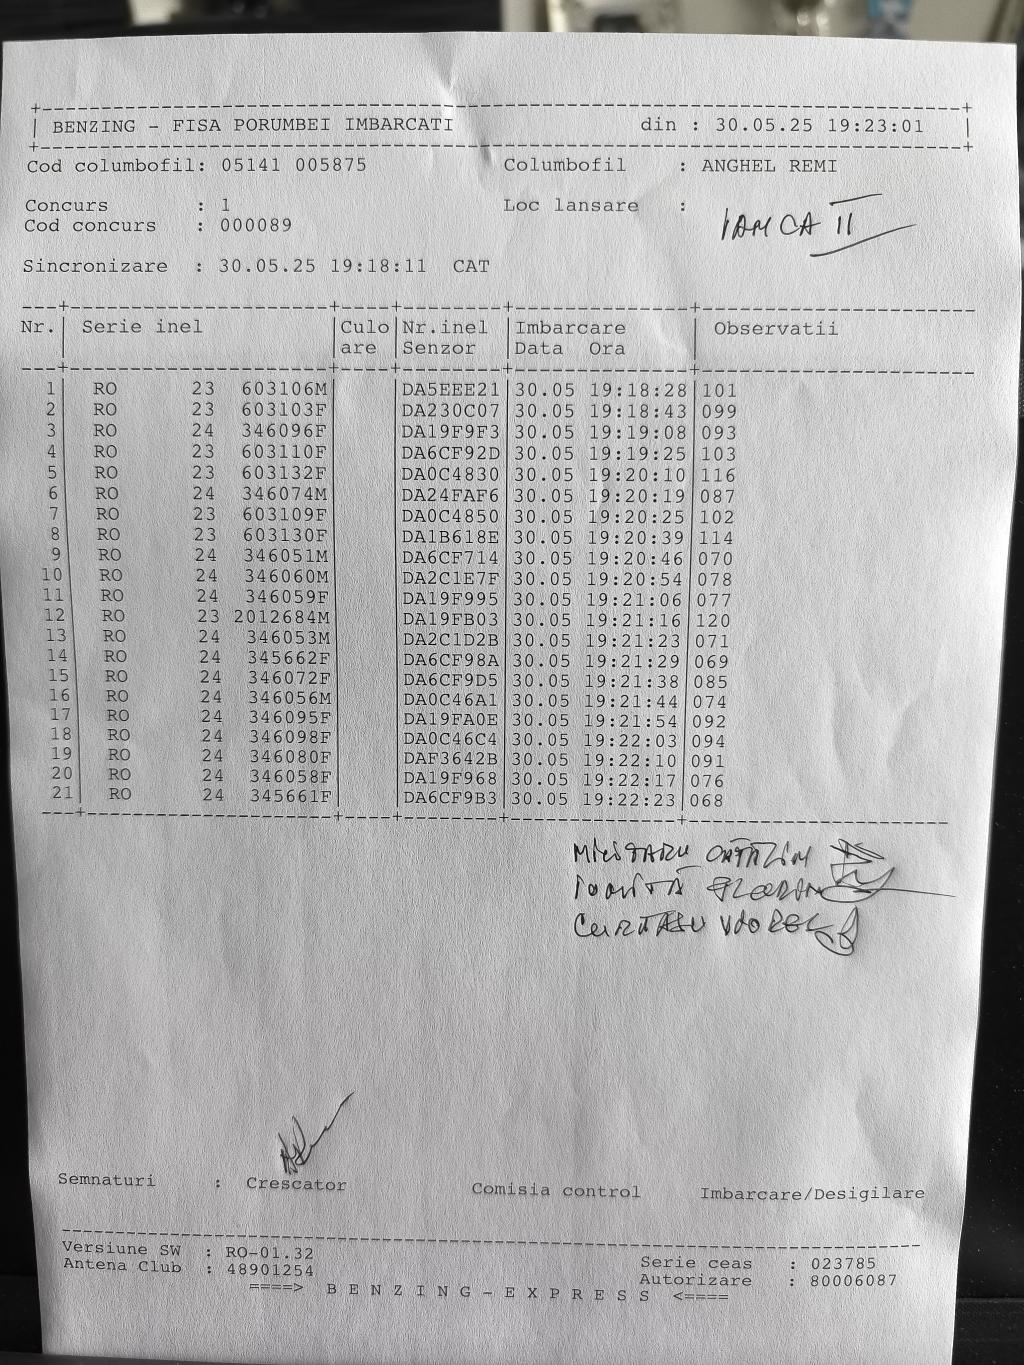 BENZING - FISA PORUMBEI IMBARCATI din : 30.05.25 19:23:01
Cod columbofil: 05141 005875 Columbofil : ANGHEL REMI
Concurs : 1 Loc lansare :
Cod concurs : 000089
II
Sincronizare : 30.05.25 19:18:11 CAT
Nr. Serie inel Culo Nr.inel Imbarcare Observatii
are Senzor Data Ora
1 RO 23 603106M DA5EEE21 30.05 19:18:28 101
2 RO 23 603103F DA230C07 30.05 19:18:43 099
3 RO 24 346096F DA19F9F3 30.05 19:19:08 093
4 RO 23 603110F DA6CF92D 30.05 19:19:25 103
5 RO 23 603132F DA0C4830 30.05 19:20:10 116
6 RO 24 346074M DA24FAF6 30.05 19:20:19 087
7 RO 23 603109F DA0C4850 30.05 19:20:25 102
8 RO 23 603130F DA1B618E 30.05 19:20:39 114
9 RO 24 346051M DA6CF714 30.05 19:20:46 070
10 RO 24 346060M DA2C1E7F 30.05 19:20:54 078
11 RO 24 346059F DA19F995 30.05 19:21:06 077
12 RO 23 2012684M DA19FB03 30.05 19:21:16 120
13 RO 24 346053M DA2C1D2B 30.05 19:21:23 071
14 RO 24 345662F DA6CF98A 30.05 19:21:29 069
15 RO 24 346072F DA6CF9D5 30.05 19:21:38 085
16 RO 24 346056M DA0C46A1 30.05 19:21:44 074
17 RO 24 346095F DA19FA0E 30.05 19:21:54 092
18 RO 24 346098F DA0C46C4 30.05 19:22:03 094
19 RO 24 346080F DAF3642B 30.05 19:22:10 091
20 RO 24 346058F DA19F968 30.05 19:22:17 076
21 RO 24 345661F DA6CF9B3 30.05 19:22:23 068
CĂTĂLIN
Semnaturi : Crescator Comisia control Imbarcare/Desigilare
Versiune SW : RO-01.32 Serie ceas : 023785
Antena Club : 48901254 Autorizare : 80006087
====> B E N Z I N G - E X P R E S S <====